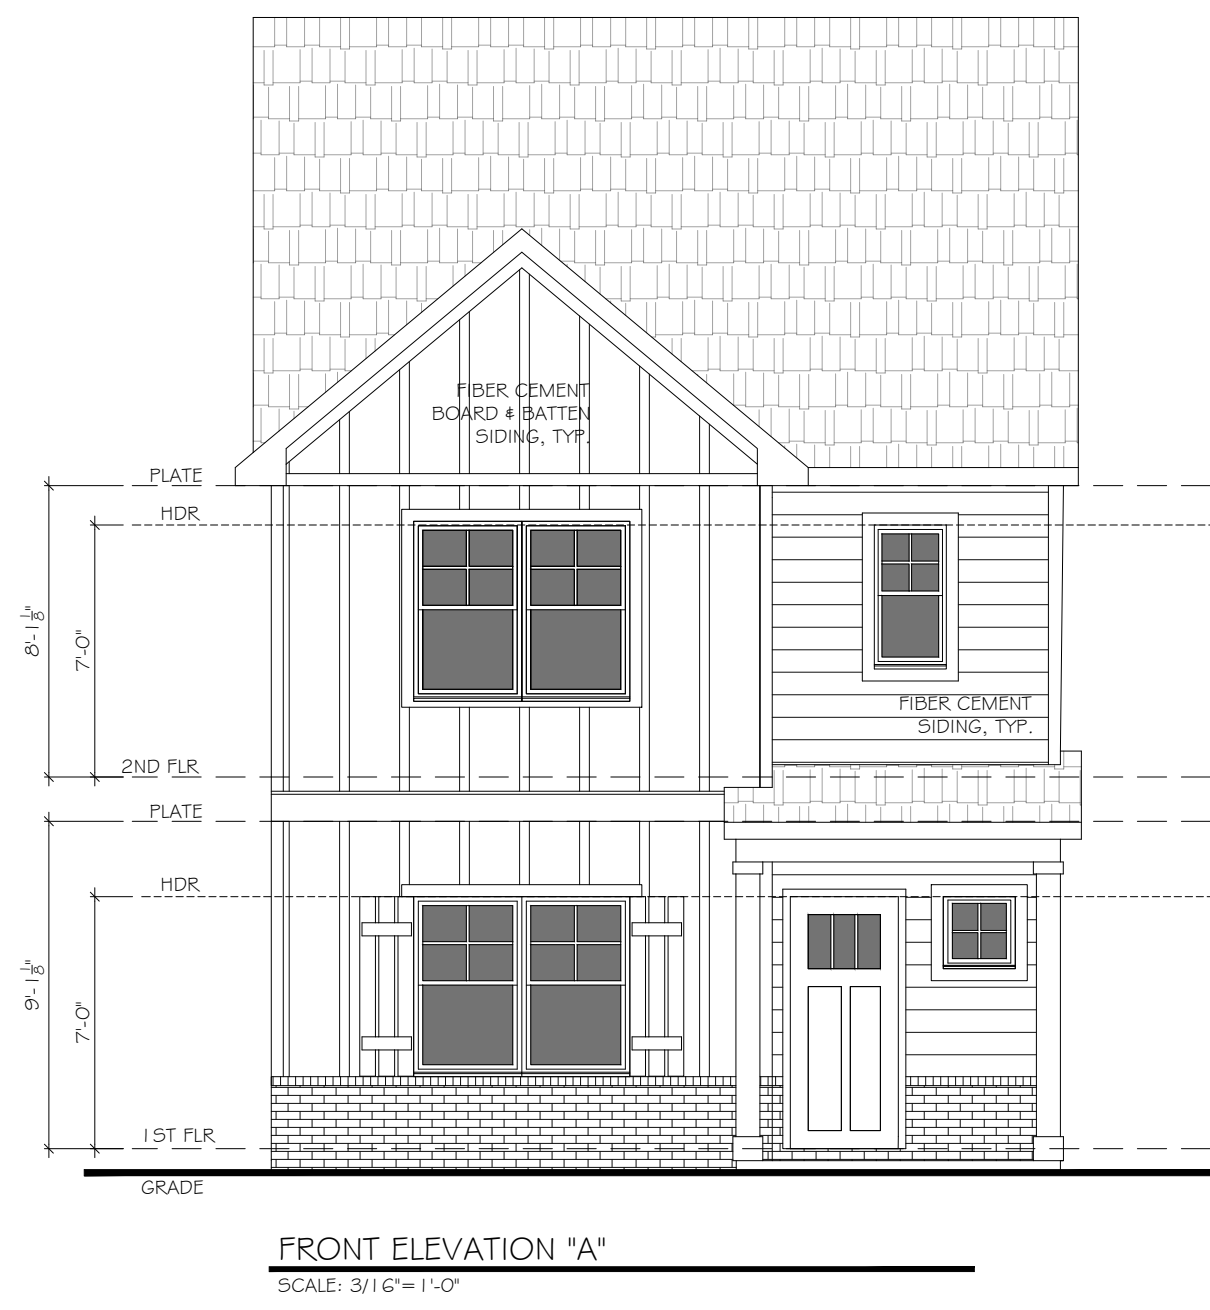 FIBER CEMENT
BOARD & BATTEN
SIDING, TYP.
PLATE
HDR
8'-1 1/8"
7'-0"
FIBER CEMENT
SIDING, TYP.
2ND FLR
PLATE
HDR
9'-1 1/8"
7'-0"
1ST FLR
GRADE
FRONT ELEVATION "A"
SCALE: 3/16"= 1'-0"